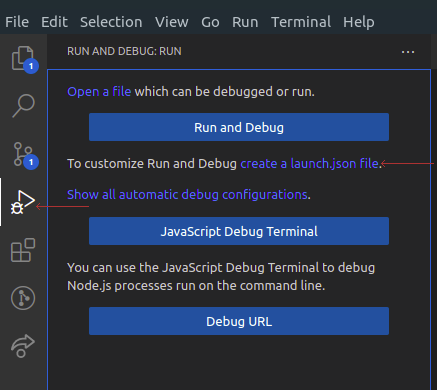 File Edit Selection View Go Run Terminal Help
RUN AND DEBUG: RUN
1
Open a file which can be debugged or run.
Run and Debug
1
To customize Run and Debug create a launch.json file.
Show all automatic debug configurations.
JavaScript Debug Terminal
You can use the JavaScript Debug Terminal to debug
Node.js processes run on the command line.
Debug URL